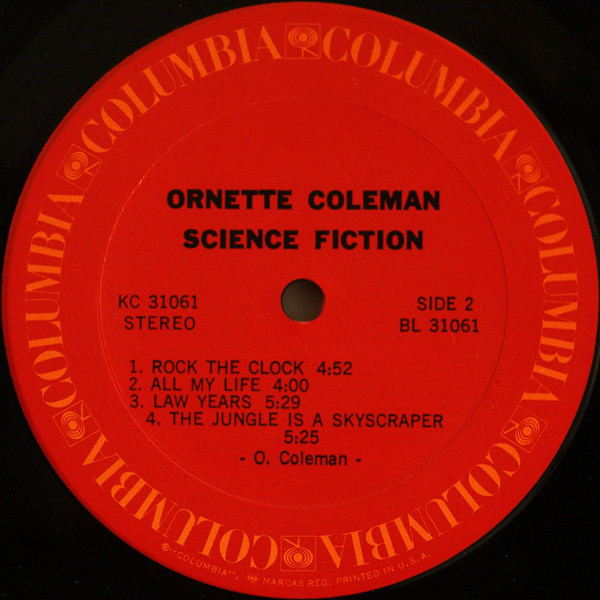 COLUMBIA COLUMBIA COLUMBIA COLUMBIA COLUMBIA COLUMBIA
ORNETTE COLEMAN
SCIENCE FICTION
KC 31061 SIDE 2
STEREO BL 31061
1. ROCK THE CLOCK 4:52
2. ALL MY LIFE 4:00
3. LAW YEARS 5:29
4. THE JUNGLE IS A SKYSCRAPER
5:25
- O. Coleman -
®"COLUMBIA", MARCAS REG. PRINTED IN U.S.A.